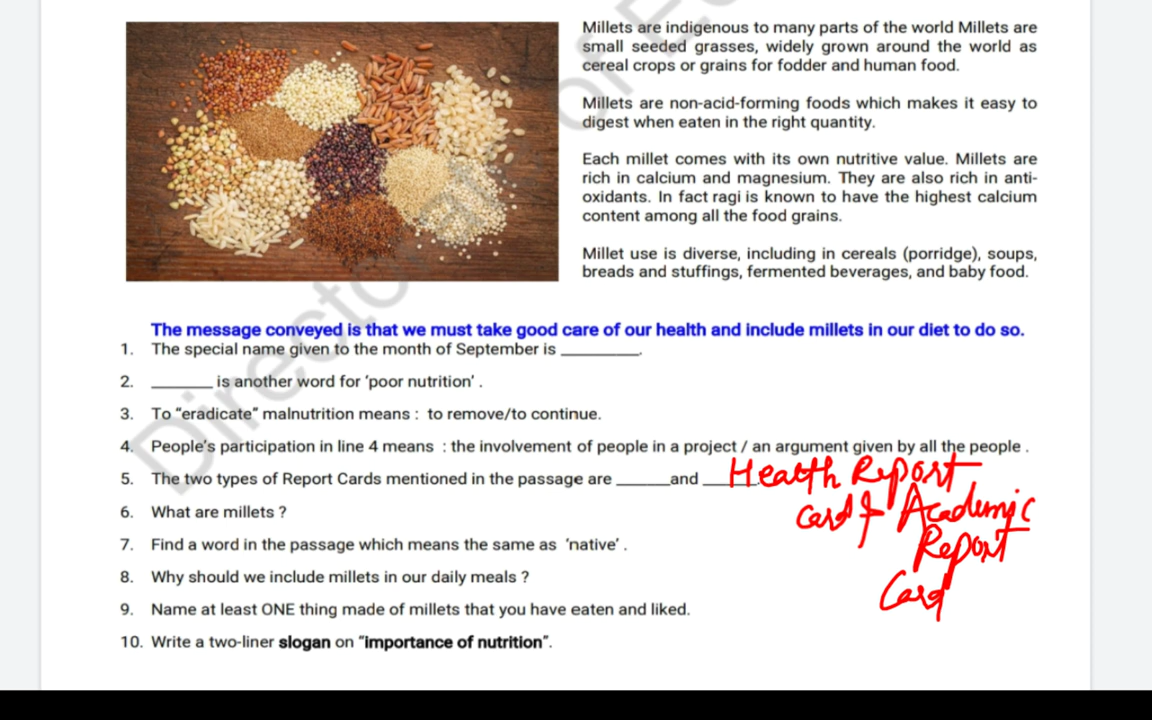 Millets are indigenous to many parts of the world Millets are
small seeded grasses, widely grown around the world as
cereal crops or grains for fodder and human food.
Millets are non-acid-forming foods which makes it easy to
digest when eaten in the right quantity.
Each millet comes with its own nutritive value. Millets are
rich in calcium and magnesium. They are also rich in anti-
oxidants. In fact ragi is known to have the highest calcium
content among all the food grains.
Millet use is diverse, including in cereals (porridge), soups,
breads and stuffings, fermented beverages, and baby food.
The message conveyed is that we must take good care of our health and include millets in our diet to do so.
1. The special name given to the month of September is _________.
2. _______ is another word for 'poor nutrition' .
3. To “eradicate” malnutrition means : to remove/to continue.
4. People's participation in line 4 means : the involvement of people in a project / an argument given by all the people .
5. The two types of Report Cards mentioned in the passage are ______and ______. Health Report
Card & Academic
Report
Card
6. What are millets ?
7. Find a word in the passage which means the same as 'native' .
8. Why should we include millets in our daily meals ?
9. Name at least ONE thing made of millets that you have eaten and liked.
10. Write a two-liner slogan on “importance of nutrition”.